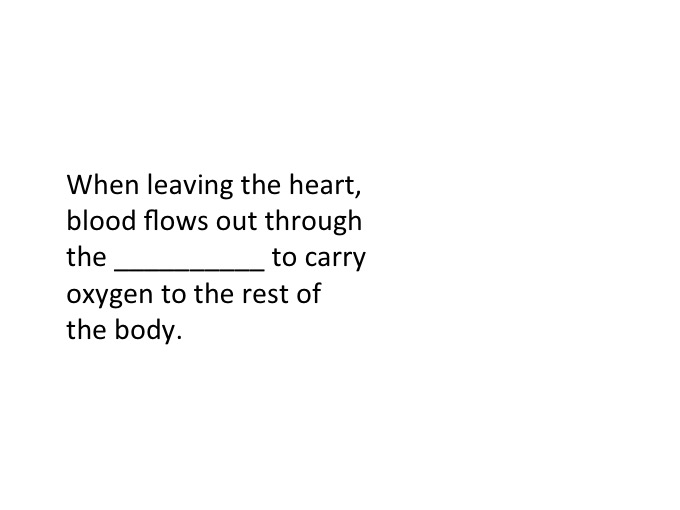 When leaving the heart,
blood flows out through
the __________ to carry
oxygen to the rest of
the body.